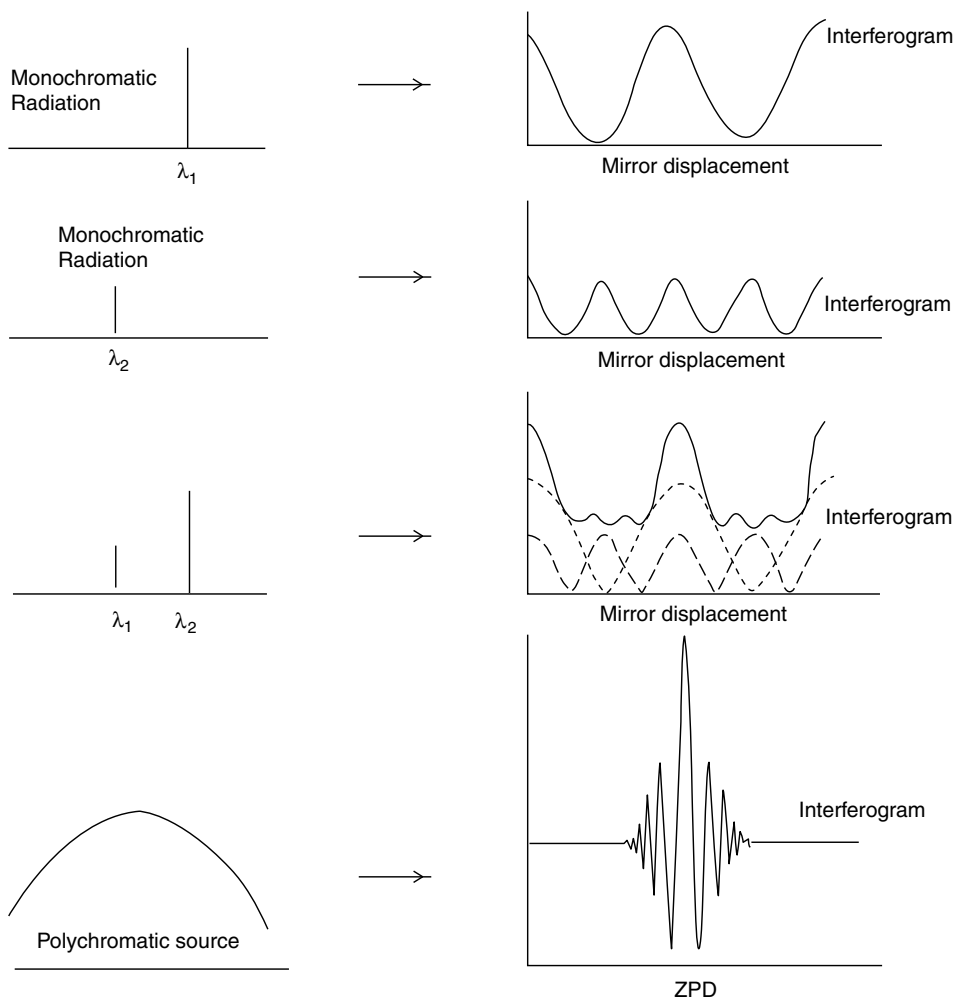 Monochromatic
Radiation
λ1
Interferogram
Mirror displacement
Monochromatic
Radiation
λ2
Interferogram
Mirror displacement
λ1 λ2
Interferogram
Mirror displacement
Polychromatic source
Interferogram
ZPD